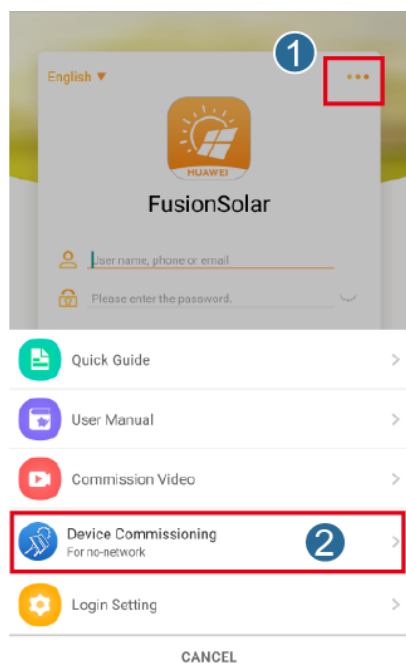 1
English ▼
HUAWEI
FusionSolar
User name, phone or email
Please enter the password.
Quick Guide
User Manual
Commission Video
Device Commissioning
For no-network
2
Login Setting
CANCEL